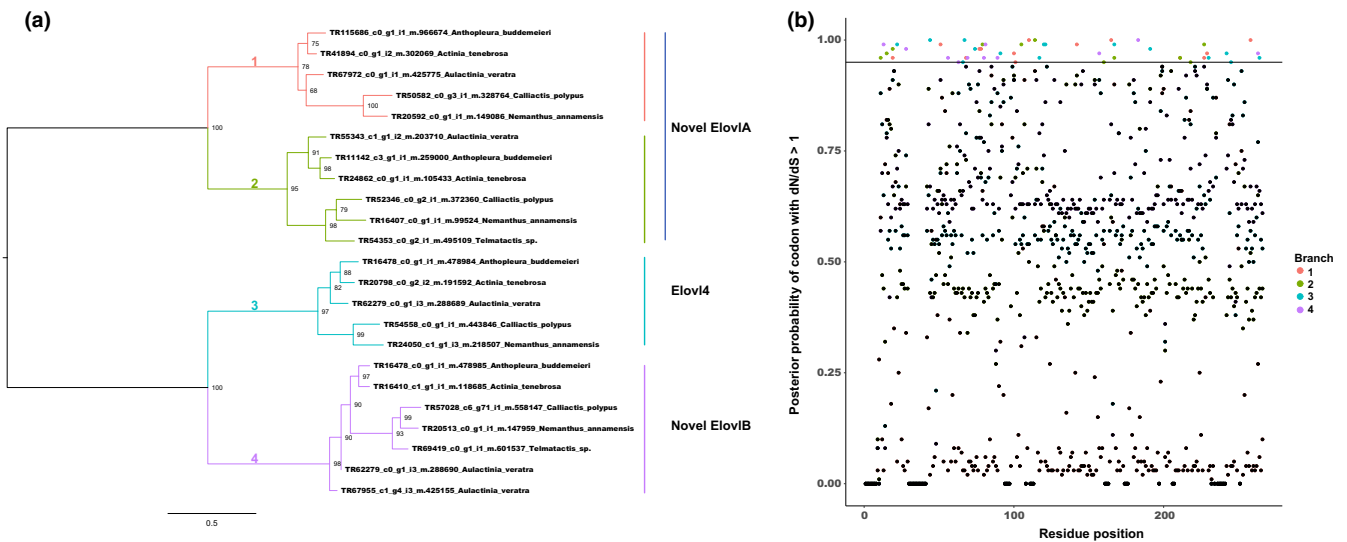 (a)
TR115686_c0_g1_i1_m.966674_Anthopleura_buddemeieri
75
TR41894_c0_g1_i2_m.302069_Actinia_tenebrosa
1
78
TR67972_c0_g1_i1_m.425775_Aulactinia_veratra
68
TR50582_c0_g3_i1_m.328764_Calliactis_polypus
100
TR20592_c0_g1_i1_m.149086_Nemanthus_annamensis
100
Novel ElovlA
TR55343_c1_g1_i2_m.203710_Aulactinia_veratra
91
TR11142_c3_g1_i1_m.259000_Anthopleura_buddemeieri
98
TR24862_c0_g1_i1_m.105433_Actinia_tenebrosa
2
95
TR52346_c0_g2_i1_m.372360_Calliactis_polypus
79
TR16407_c0_g1_i1_m.99524_Nemanthus_annamensis
98
TR54353_c0_g2_i1_m.495109_Telmatactis_sp.
TR16478_c0_g1_i1_m.478984_Anthopleura_buddemeieri
88
TR20798_c0_g2_i2_m.191592_Actinia_tenebrosa
82
Elovl4
TR62279_c0_g1_i3_m.288689_Aulactinia_veratra
3
97
TR54558_c0_g1_i1_m.443846_Calliactis_polypus
99
TR24050_c1_g1_i3_m.218507_Nemanthus_annamensis
TR16478_c0_g1_i1_m.478985_Anthopleura_buddemeieri
97
TR16410_c1_g1_i1_m.118685_Actinia_tenebrosa
100
90
TR57028_c6_g71_i1_m.558147_Calliactis_polypus
99
TR20513_c0_g1_i1_m.147959_Nemanthus_annamensis
Novel ElovlB
93
90
TR69419_c0_g1_i1_m.601537_Telmatactis_sp.
4
98
TR62279_c0_g1_i3_m.288690_Aulactinia_veratra
TR67955_c1_g4_i3_m.425155_Aulactinia_veratra
0.5
(b)
Posterior probability of codon with dN/dS > 1
1.00
0.75
0.50
0.25
0.00
0
100
200
Residue position
Branch
1
2
3
4